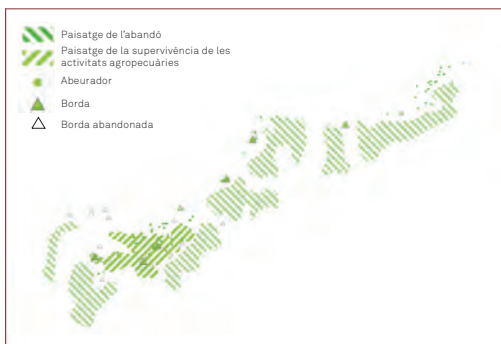 Paisatge de l'abandó
Paisatge de la supervivència de les
activitats agropecuàries
Abeurador
Borda
Borda abandonada